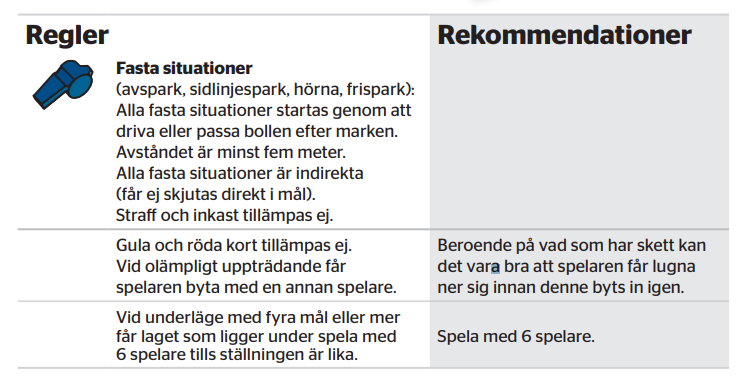 Regler
Rekommendationer
Fasta situationer
(avspark, sidlinjespark, hörna, frispark):
Alla fasta situationer startas genom att
driva eller passa bollen efter marken.
Avståndet är minst fem meter.
Alla fasta situationer är indirekta
(får ej skjutas direkt i mål).
Straff och inkast tillämpas ej.
Gula och röda kort tillämpas ej.
Vid olämpligt uppträdande får
spelaren byta med en annan spelare.
Beroende på vad som har skett kan
det vara bra att spelaren får lugna
ner sig innan denne byts in igen.
Vid underläge med fyra mål eller mer
får laget som ligger under spela med
6 spelare tills ställningen är lika.
Spela med 6 spelare.